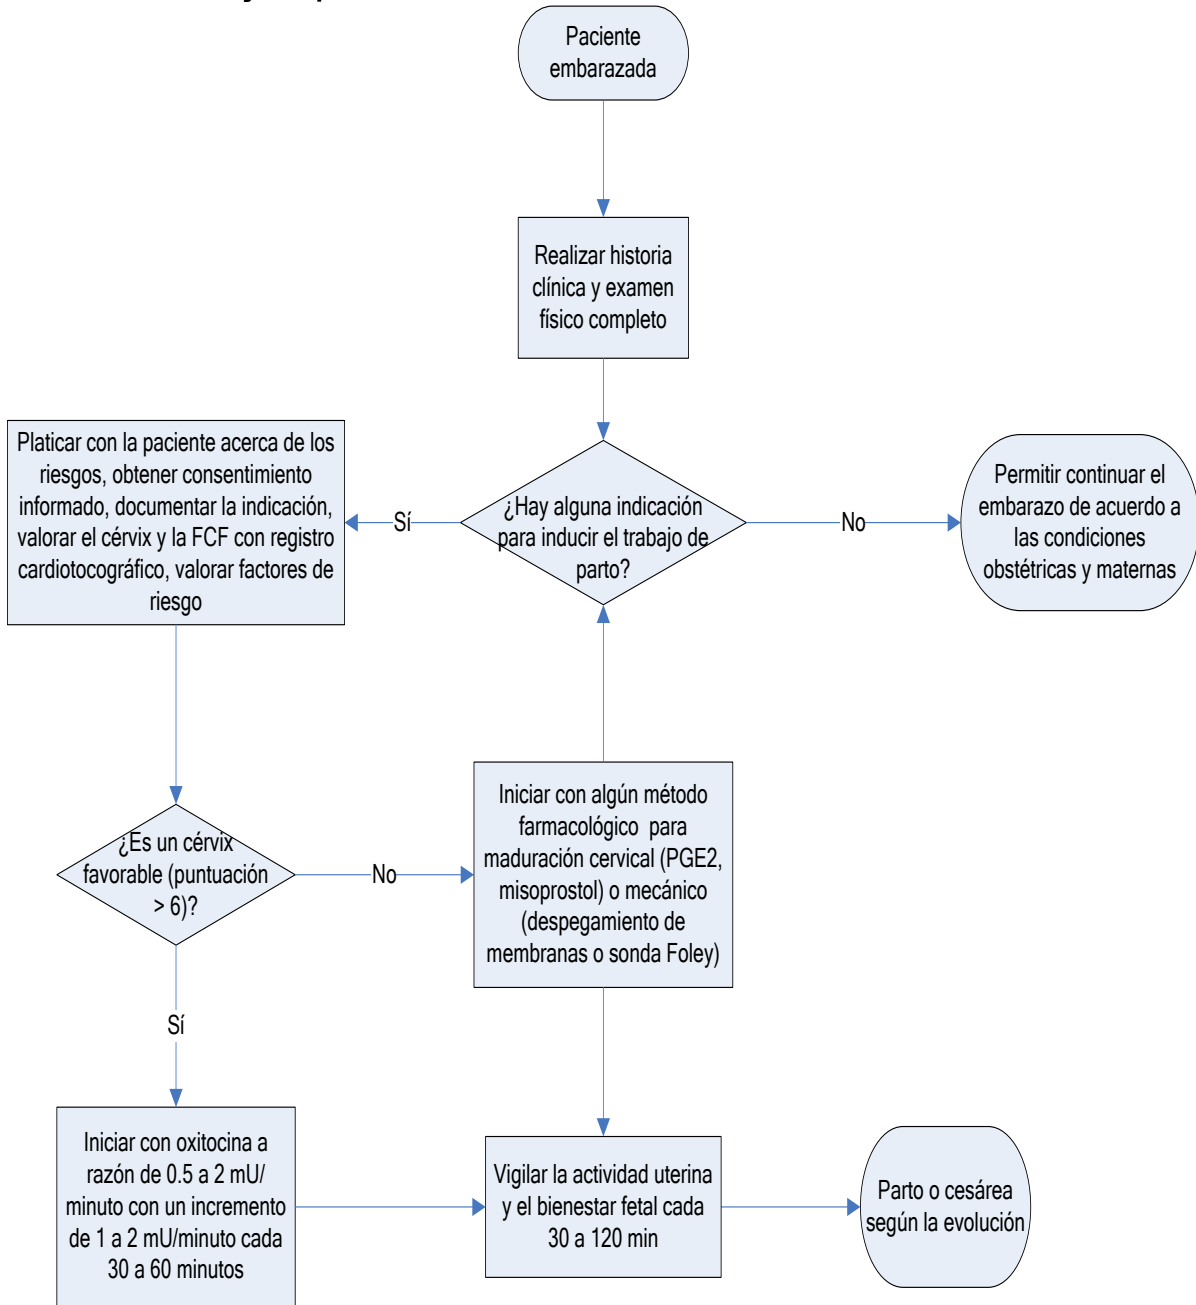 Paciente
embarazada
Realizar historia
clínica y examen
físico completo
¿Hay alguna indicación
para inducir el trabajo de
parto?
Sí
No
Platicar con la paciente acerca de los
riesgos, obtener consentimiento
informado, documentar la indicación,
valorar el cérvix y la FCF con registro
cardiotocográfico, valorar factores de
riesgo
Permitir continuar el
embarazo de acuerdo a
las condiciones
obstétricas y maternas
¿Es un cérvix
favorable (puntuación
> 6)?
No
Sí
Iniciar con algún método
farmacológico para
maduración cervical (PGE2,
misoprostol) o mecánico
(despegamiento de
membranas o sonda Foley)
Iniciar con oxitocina a
razón de 0.5 a 2 mU/
minuto con un incremento
de 1 a 2 mU/minuto cada
30 a 60 minutos
Vigilar la actividad uterina
y el bienestar fetal cada
30 a 120 min
Parto o cesárea
según la evolución